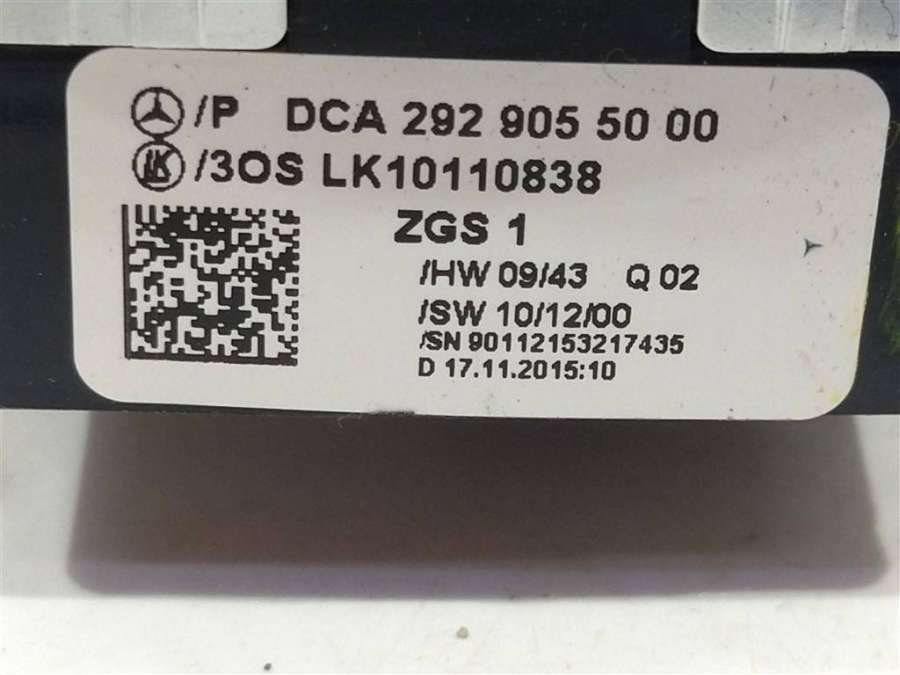 /P DCA 292 905 50 00
LK /3OS LK10110838
ZGS 1
/HW 09/43 Q 02
/SW 10/12/00
/SN 90112153217435
D 17.11.2015:10